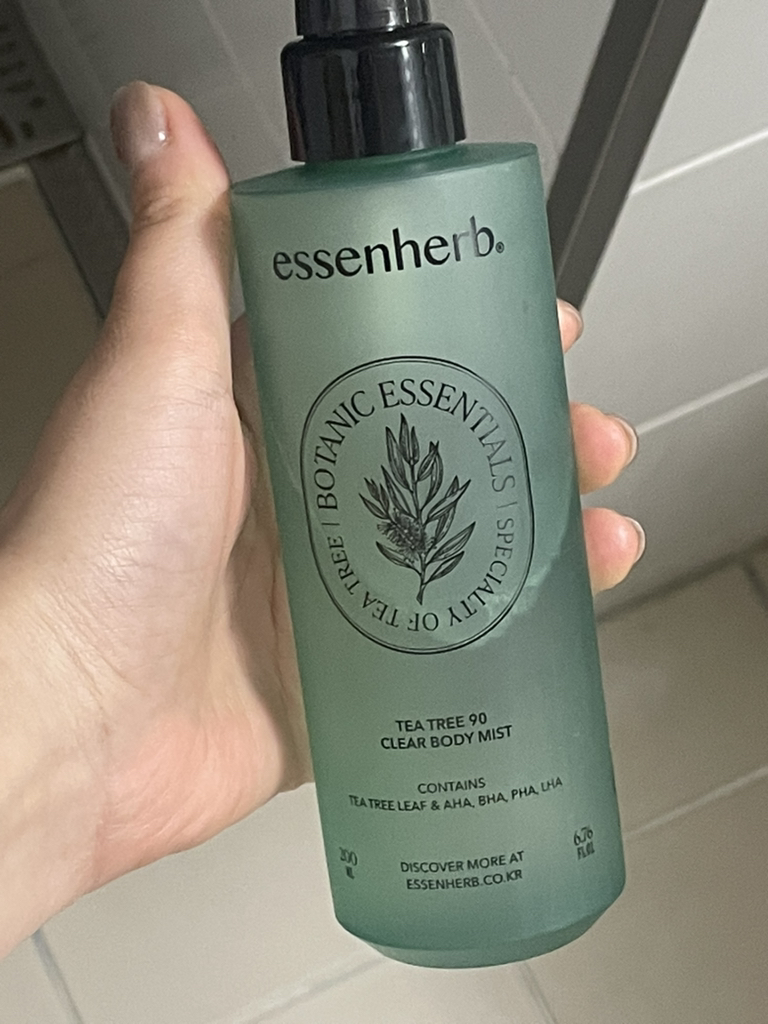 essenherb®
BOTANIC ESSENTIALS | SPECIALTY OF TEA TREE |
TEA TREE 90
CLEAR BODY MIST
CONTAINS
TEA TREE LEAF & AHA, BHA, PHA, LHA
200
ML
6.76
FL.OZ.
DISCOVER MORE AT
ESSENHERB.CO.KR